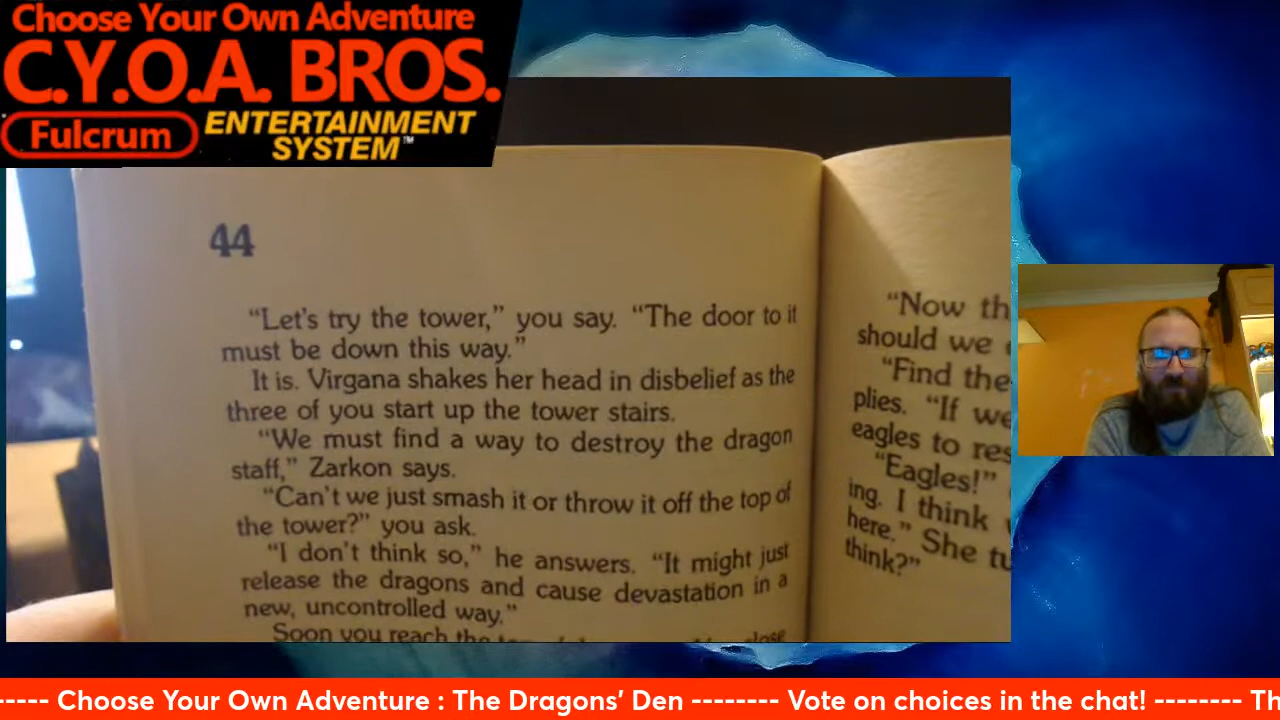 Choose Your Own Adventure
C.Y.O.A. BROS.
Fulcrum
ENTERTAINMENT
SYSTEM™
44
“Let’s try the tower,” you say. “The door to it
must be down this way.”
It is. Virgana shakes her head in disbelief as the
three of you start up the tower stairs.
“We must find a way to destroy the dragon
staff,” Zarkon says.
“Can’t we just smash it or throw it off the top of
the tower?” you ask.
“I don’t think so,” he answers. “It might just
release the dragons and cause devastation in a
new, uncontrolled way.”
Soon you reach the
“Now th
should we
“Find the
plies. “If we
eagles to res
“Eagles!”
ing. I think
here.” She tu
think?”
----- Choose Your Own Adventure : The Dragons’ Den -------- Vote on choices in the chat! -------- Th